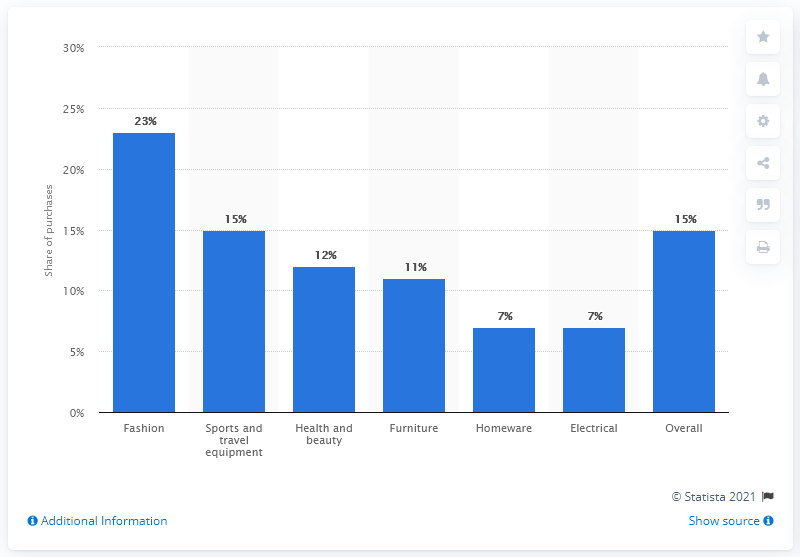 30%
25%
20%
15%
10%
5%
0%
Share of purchases
23%
15%
12%
11%
7%
7%
15%
Fashion
Sports and
travel
equipment
Health and
beauty
Furniture
Homeware
Electrical
Overall
© Statista 2021
Additional Information
Show source